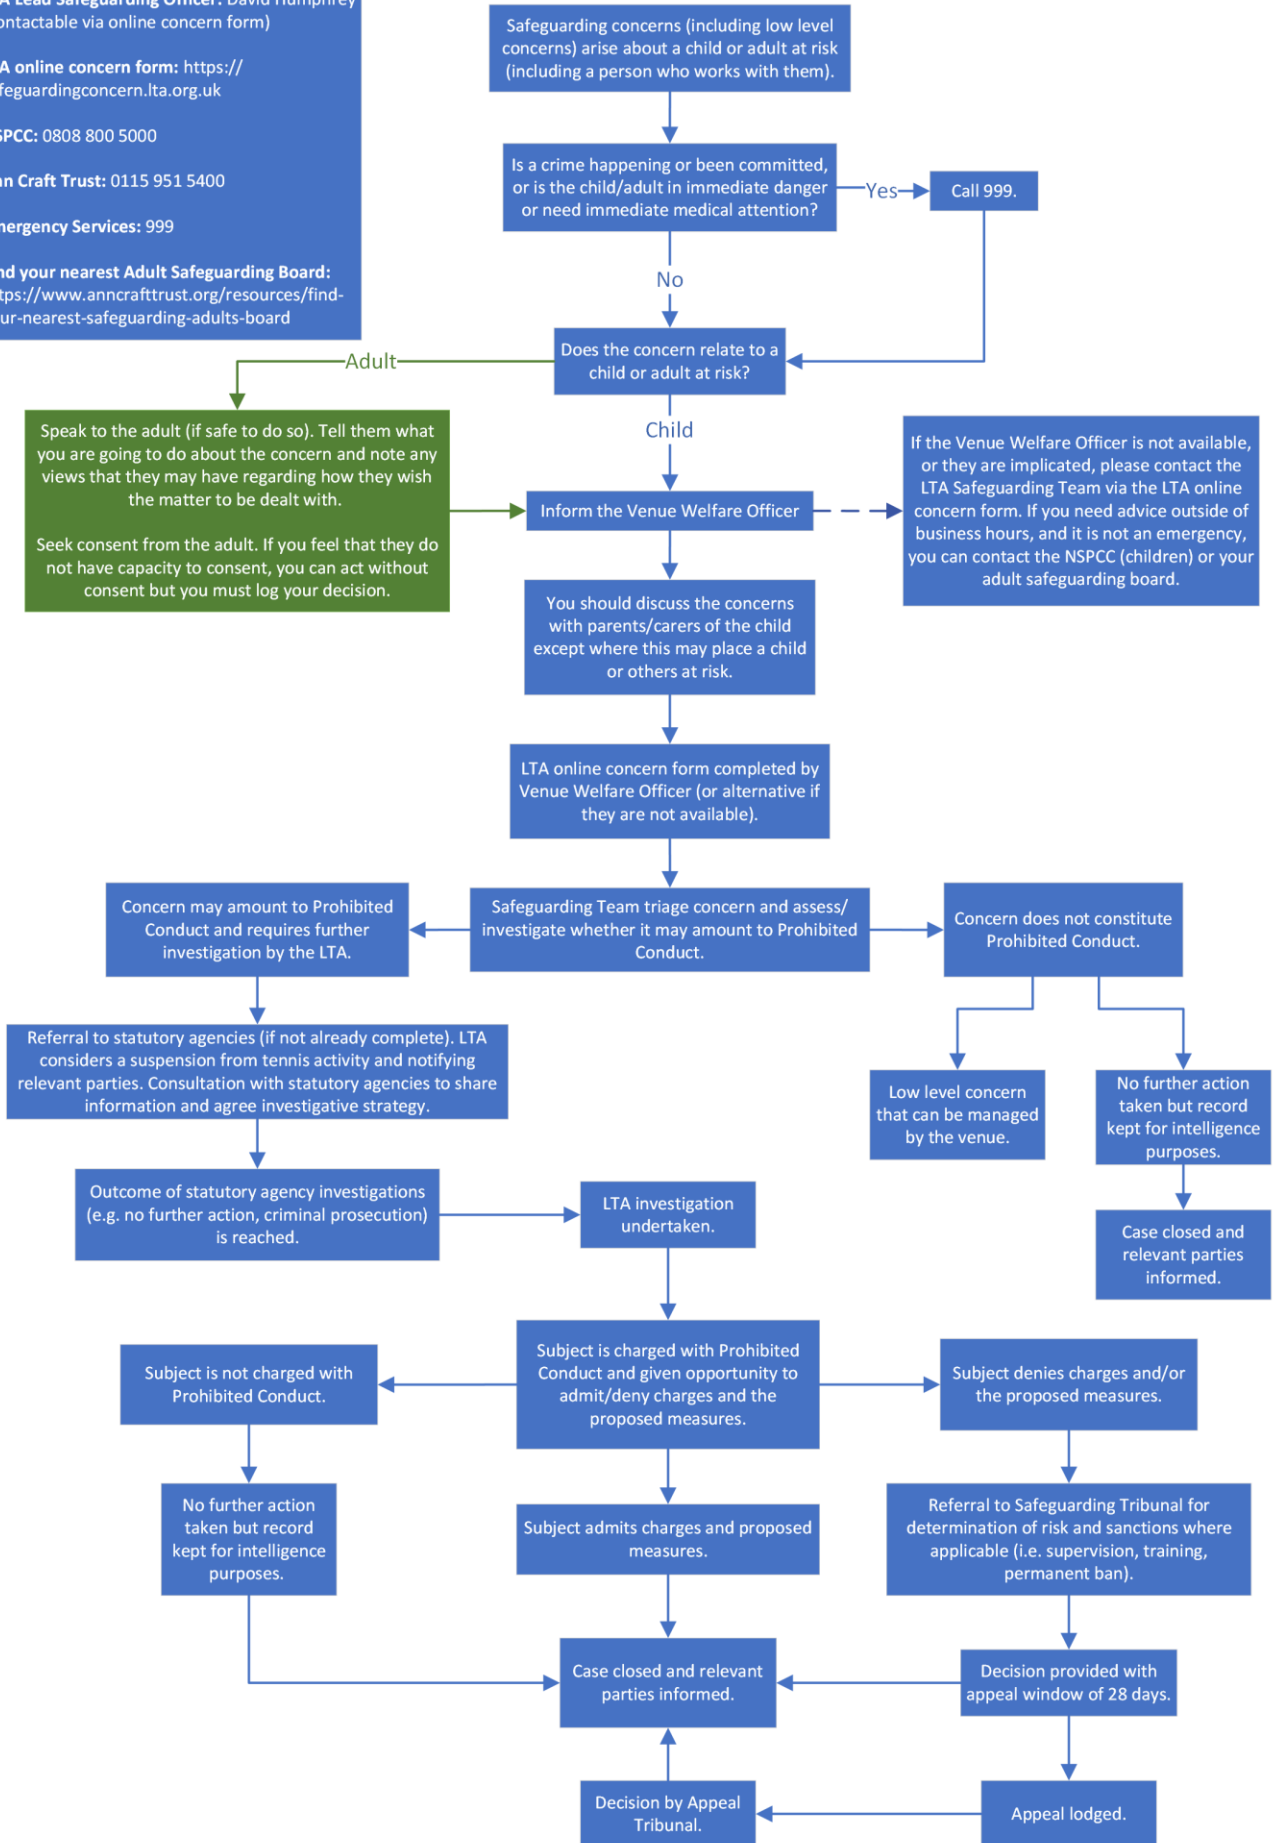 Lead Safeguarding Officer: David Humphrey
contactable via online concern form)
online concern form: https://
safeguardingconcern.lta.org.uk
NSPCC: 0808 800 5000
Ann Craft Trust: 0115 951 5400
Emergency Services: 999
Find your nearest Adult Safeguarding Board:
https://www.anncrafttrust.org/resources/find-
your-nearest-safeguarding-adults-board
Safeguarding concerns (including low level
concerns) arise about a child or adult at risk
(including a person who works with them).
Is a crime happening or been committed,
or is the child/adult in immediate danger
or need immediate medical attention?
Yes
Call 999.
No
Does the concern relate to a
child or adult at risk?
Adult
Speak to the adult (if safe to do so). Tell them what
you are going to do about the concern and note any
views that they may have regarding how they wish
the matter to be dealt with.
Seek consent from the adult. If you feel that they do
not have capacity to consent, you can act without
consent but you must log your decision.
Child
Inform the Venue Welfare Officer
If the Venue Welfare Officer is not available,
or they are implicated, please contact the
LTA Safeguarding Team via the LTA online
concern form. If you need advice outside of
business hours, and it is not an emergency,
you can contact the NSPCC (children) or your
adult safeguarding board.
You should discuss the concerns
with parents/carers of the child
except where this may place a child
or others at risk.
LTA online concern form completed by
Venue Welfare Officer (or alternative if
they are not available).
Safeguarding Team triage concern and assess/
investigate whether it may amount to Prohibited
Conduct.
Concern may amount to Prohibited
Conduct and requires further
investigation by the LTA.
Concern does not constitute
Prohibited Conduct.
Referral to statutory agencies (if not already complete). LTA
considers a suspension from tennis activity and notifying
relevant parties. Consultation with statutory agencies to share
information and agree investigative strategy.
Low level concern
that can be managed
by the venue.
No further action
taken but record
kept for intelligence
purposes.
Case closed and
relevant parties
informed.
Outcome of statutory agency investigations
(e.g. no further action, criminal prosecution)
is reached.
LTA investigation
undertaken.
Subject is charged with Prohibited
Conduct and given opportunity to
admit/deny charges and the
proposed measures.
Subject is not charged with
Prohibited Conduct.
Subject denies charges and/or
the proposed measures.
No further action
taken but record
kept for intelligence
purposes.
Subject admits charges and proposed
measures.
Referral to Safeguarding Tribunal for
determination of risk and sanctions where
applicable (i.e. supervision, training,
permanent ban).
Case closed and relevant
parties informed.
Decision provided with
appeal window of 28 days.
Decision by Appeal
Tribunal.
Appeal lodged.